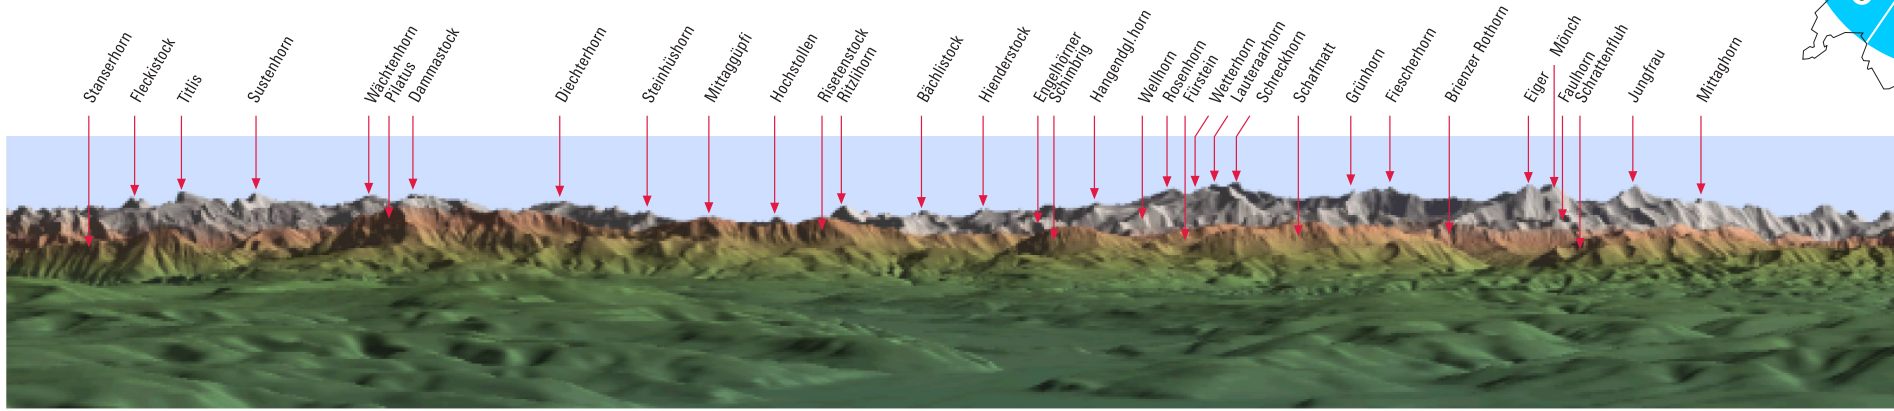 Stanserhorn
Fleckistock
Titlis
Sustenhorn
Wächtenhorn
Pilatus
Dammastock
Diechterhorn
Steinhüshorn
Mittaggüpfi
Hochstollen
Risetenstock
Ritzlihorn
Bächlistock
Hienderstock
Engelhörner
Schimbrig
Hangendgl.horn
Wellhorn
Rosenhorn
Fürstein
Wetterhorn
Lauteraarhorn
Schreckhorn
Schafmatt
Grünhorn
Fiescherhorn
Brienzer Rothorn
Eiger
Mönch
Faulhorn
Schrattenfluh
Jungfrau
Mittaghorn